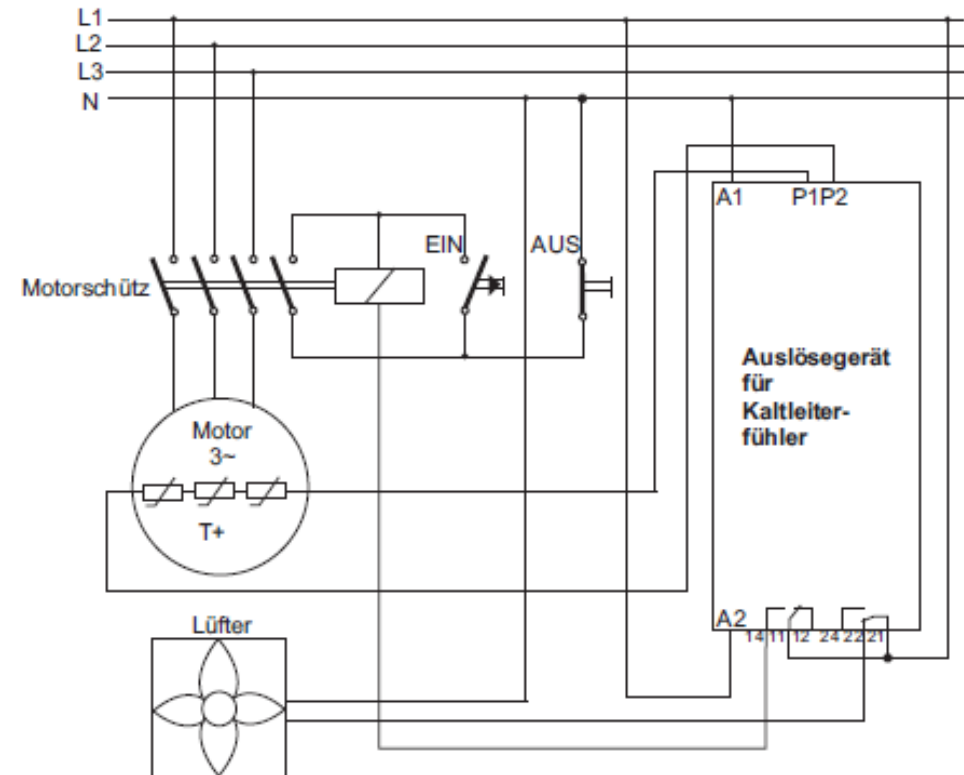 L1
L2
L3
N
A1
P1P2
EIN
AUS
Motorschütz
Auslösegerät
für
Kaltleiter-
fühler
Motor
3~
T+
A2
14 11 12 24 22 21
Lüfter